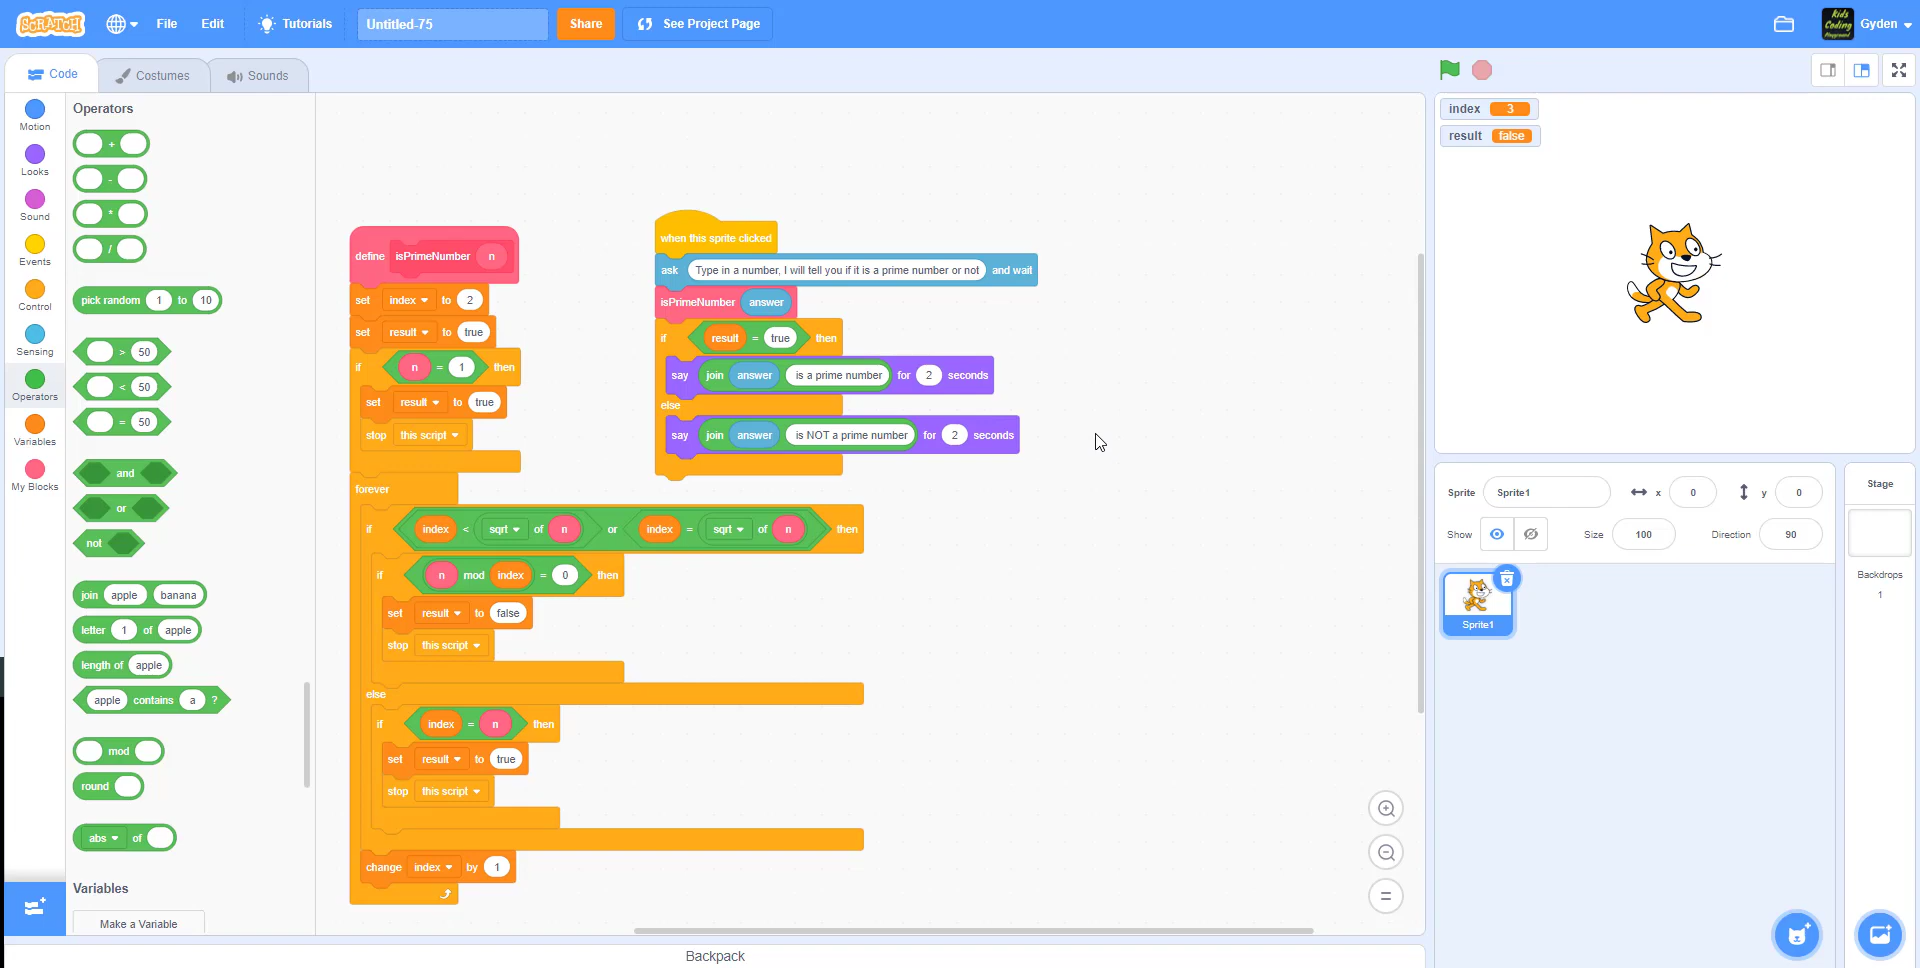 SCRATCH
File
Edit
Tutorials
Untitled-75
Share
See Project Page
Kids
Coding
Playground
Gyden
Code
Costumes
Sounds
Motion
Looks
Sound
Events
Control
Sensing
Operators
Variables
My Blocks
Operators
+
-
*
/
pick random 1 to 10
> 50
< 50
= 50
and
or
not
join apple banana
letter 1 of apple
length of apple
apple contains a ?
mod
round
abs of
Variables
Make a Variable
define isPrimeNumber n
set index to 2
set result to true
if n = 1 then
set result to true
stop this script
forever
if index < sqrt of n or index = sqrt of n then
if n mod index = 0 then
set result to false
stop this script
else
if index = n then
set result to true
stop this script
change index by 1
when this sprite clicked
ask Type in a number, I will tell you if it is a prime number or not and wait
isPrimeNumber answer
if result = true then
say join answer is a prime number for 2 seconds
else
say join answer is NOT a prime number for 2 seconds
Backpack
index 3
result false
Sprite Sprite1 x 0 y 0
Show Size 100 Direction 90
Sprite1
Stage
Backdrops
1